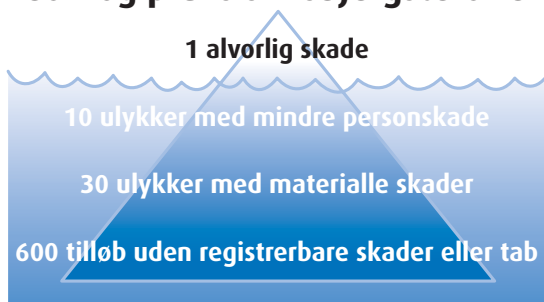 1 alvorlig skade
10 ulykker med mindre personskade
30 ulykker med materialle skader
600 tilløb uden registrerbare skader eller tab